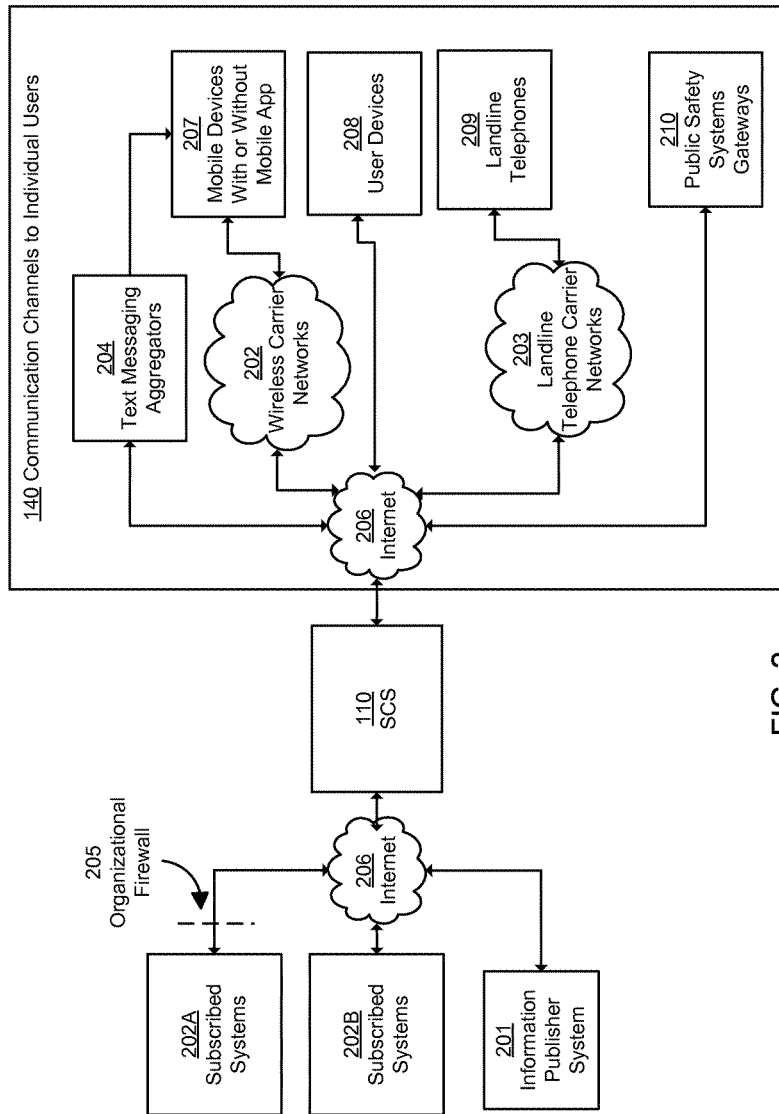 205
Organizational
Firewall
202A
Subscribed
Systems
202B
Subscribed
Systems
201
Information
Publisher
System
206
Internet
110
SCS
140 Communication Channels to Individual Users
206
Internet
204
Text Messaging
Aggregators
202
Wireless Carrier
Networks
203
Landline
Telephone Carrier
Networks
207
Mobile Devices
With or Without
Mobile App
208
User Devices
209
Landline
Telephones
210
Public Safety
Systems
Gateways
FIG.